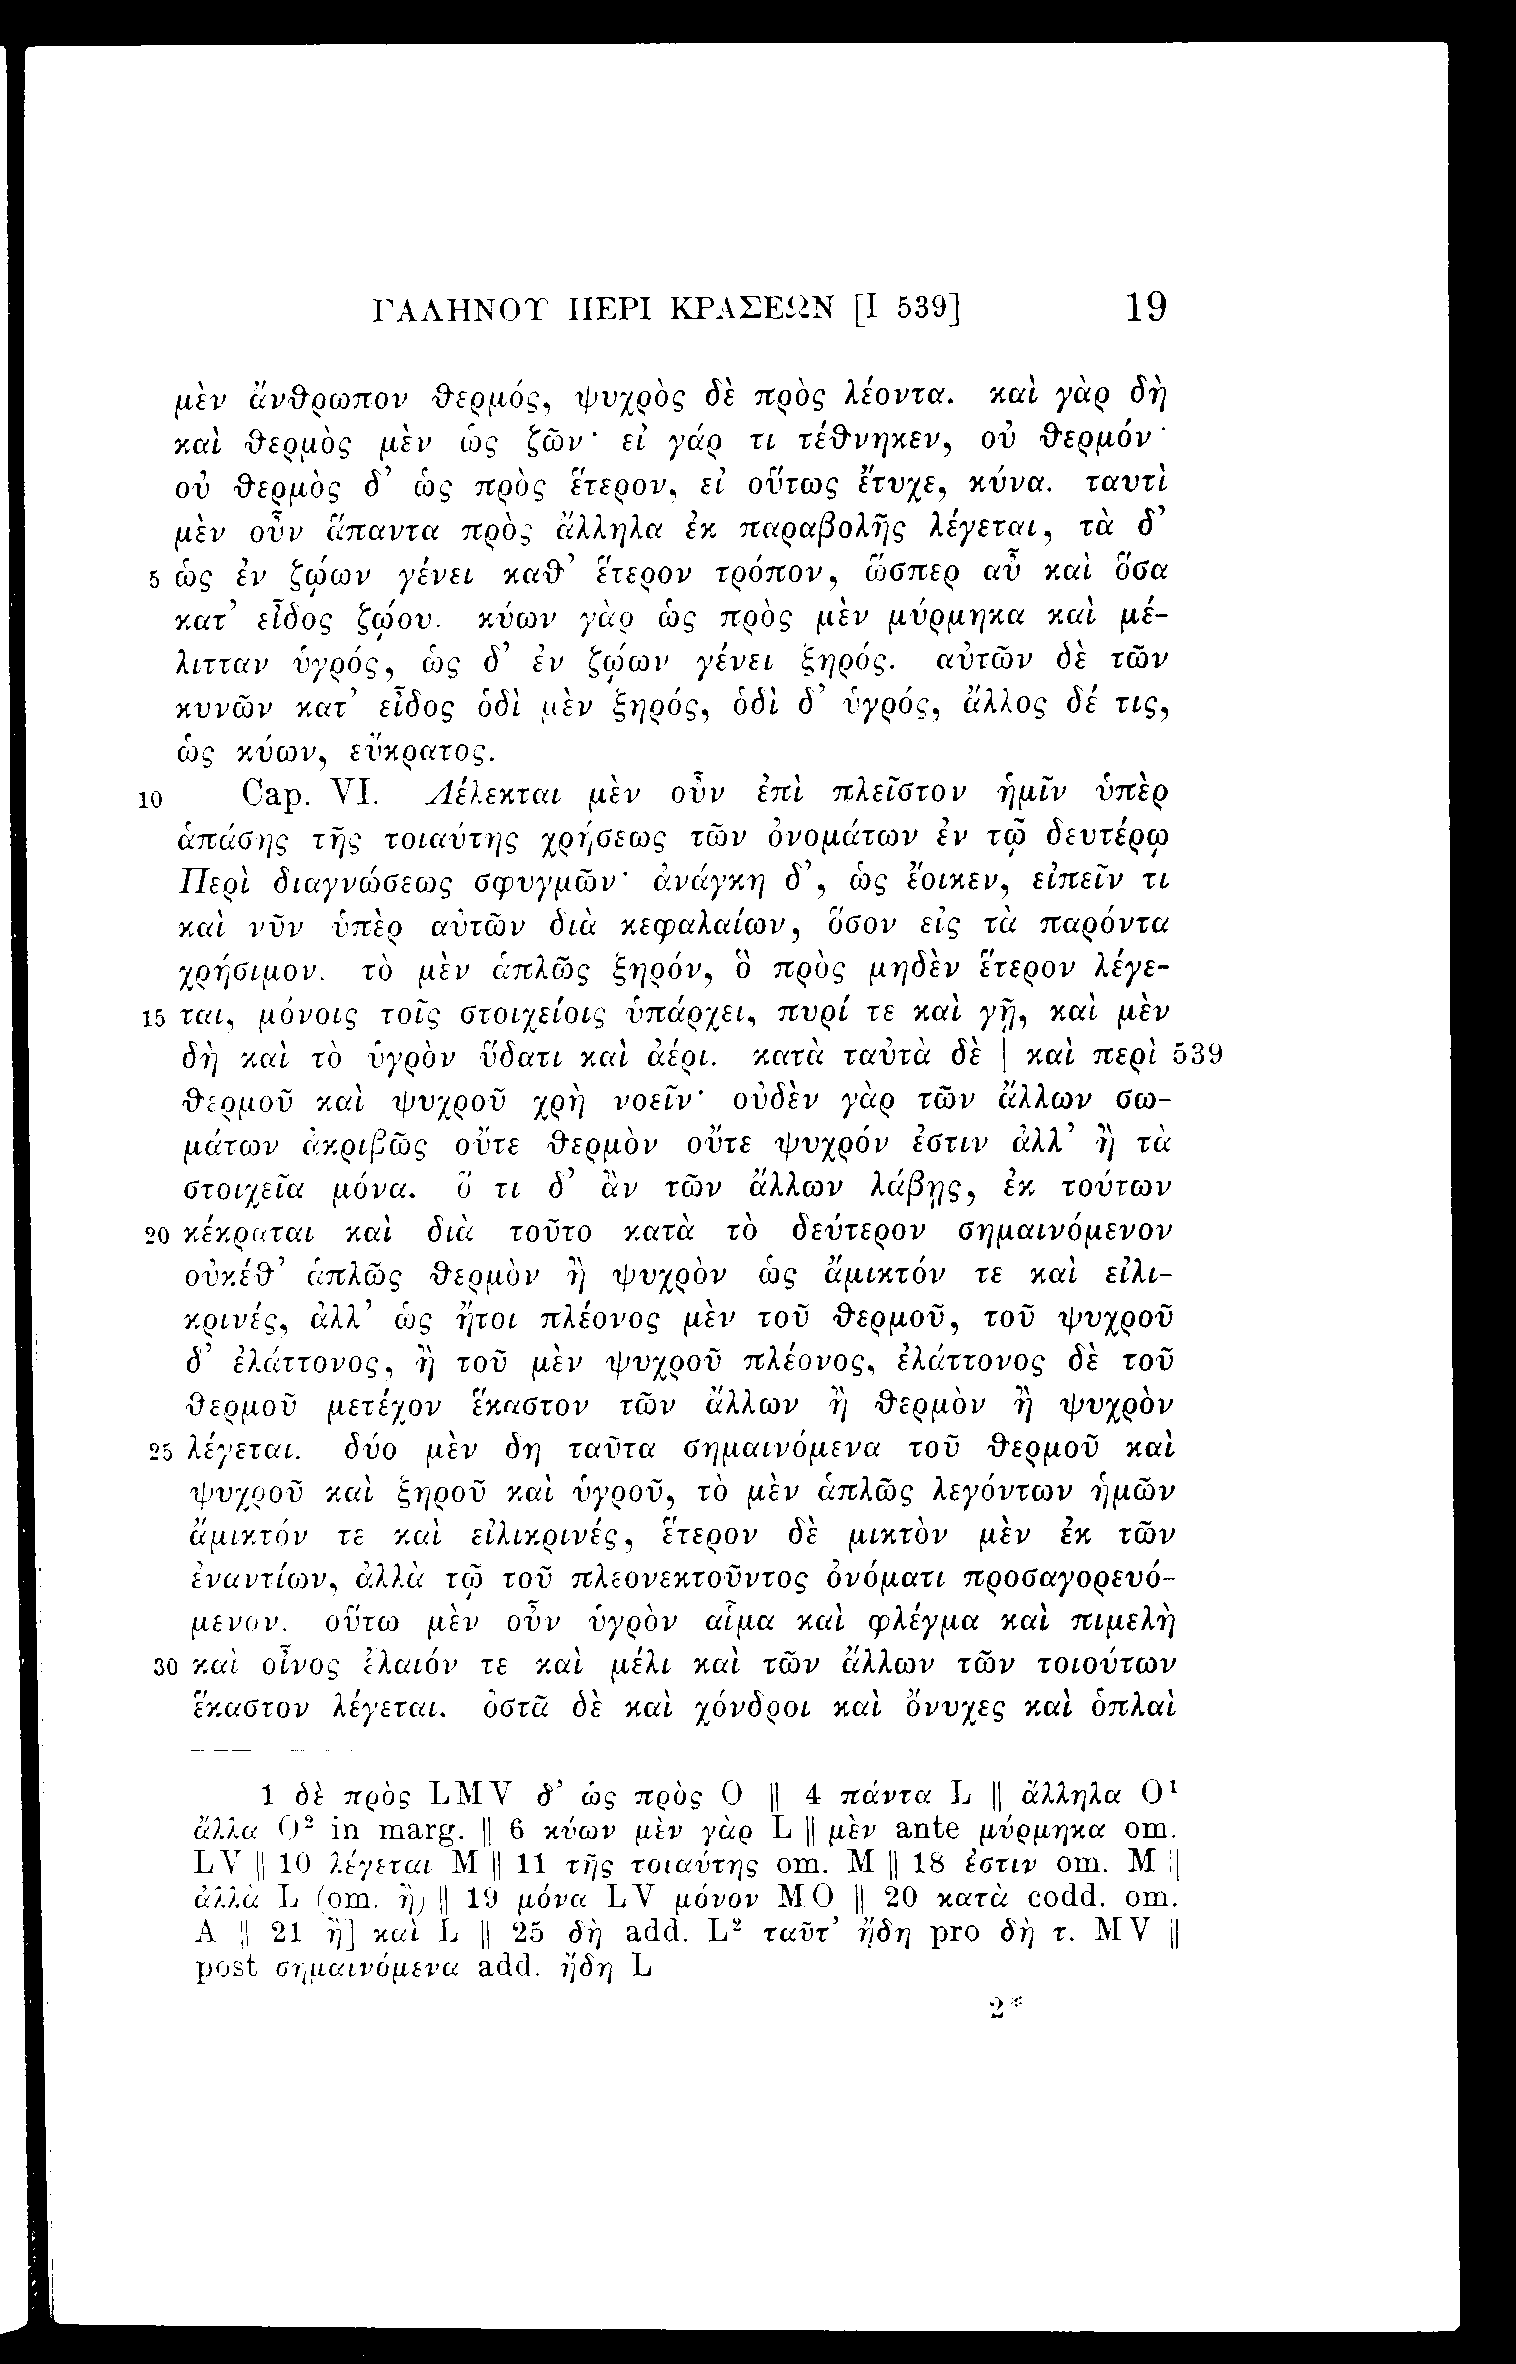 ΓΑΛΗΝΟΥ ΠΕΡΙ ΚΡΑΣΕΩΝ [I 539] 19
μὲν ἄνθρωπον θερμός, ψυχρὸς δὲ πρὸς λέοντα. καὶ γὰρ δὴ
καὶ θερμὸς μὲν ὡς ζῶν· εἰ γάρ τι τέθνηκεν, οὐ θερμόν·
οὐ θερμὸς δ’ ὡς πρὸς ἕτερον, εἰ οὕτως ἔτυχε, κύνα. ταυτὶ
μὲν οὖν ἅπαντα πρὸς ἄλληλα ἐκ παραβολῆς λέγεται, τὰ δ’
5 ὡς ἐν ζῴων γένει καθ’ ἕτερον τρόπον, ὥσπερ αὖ καὶ ὅσα
κατ’ εἶδος ζῴου. κύων γὰρ ὡς πρὸς μὲν μύρμηκα καὶ μέ-
λιτταν ὑγρός, ὡς δ’ ἐν ζῴων γένει ξηρός. αὐτῶν δὲ τῶν
κυνῶν κατ’ εἶδος ὁδὶ μὲν ξηρός, ὁδὶ δ’ ὑγρός, ἄλλος δέ τις,
ὡς κύων, εὔκρατος.
10 Cap. VI. Λέλεκται μὲν οὖν ἐπὶ πλεῖστον ἡμῖν ὑπὲρ
ἁπάσης τῆς τοιαύτης χρήσεως τῶν ὀνομάτων ἐν τῷ δευτέρῳ
Περὶ διαγνώσεως σφυγμῶν· ἀνάγκη δ’, ὡς ἔοικεν, εἰπεῖν τι
καὶ νῦν ὑπὲρ αὐτῶν διὰ κεφαλαίων, ὅσον εἰς τὰ παρόντα
χρήσιμον. τὸ μὲν ἁπλῶς ξηρόν, ὃ πρὸς μηδὲν ἕτερον λέγε-
15 ται, μόνοις τοῖς στοιχείοις ὑπάρχει, πυρί τε καὶ γῇ, καὶ μὲν
δὴ καὶ τὸ ὑγρὸν ὕδατι καὶ ἀέρι. κατὰ ταὐτὰ δὲ | καὶ περὶ 539
θερμοῦ καὶ ψυχροῦ χρὴ νοεῖν· οὐδὲν γὰρ τῶν ἄλλων σω-
μάτων ἀκριβῶς οὔτε θερμὸν οὔτε ψυχρόν ἐστιν ἀλλ’ ἢ τὰ
στοιχεῖα μόνα. ὅ τι δ’ ἂν τῶν ἄλλων λάβῃς, ἐκ τούτων
20 κέκραται καὶ διὰ τοῦτο κατὰ τὸ δεύτερον σημαινόμενον
οὐκέθ’ ἁπλῶς θερμὸν ἢ ψυχρὸν ὡς ἄμικτόν τε καὶ εἰλι-
κρινές, ἀλλ’ ὡς ἤτοι πλέονος μὲν τοῦ θερμοῦ, τοῦ ψυχροῦ
δ’ ἐλάττονος, ἢ τοῦ μὲν ψυχροῦ πλέονος, ἐλάττονος δὲ τοῦ
θερμοῦ μετέχον ἕκαστον τῶν ἄλλων ἢ θερμὸν ἢ ψυχρὸν
25 λέγεται. δύο μὲν δη ταῦτα σημαινόμενα τοῦ θερμοῦ καὶ
ψυχροῦ καὶ ξηροῦ καὶ ὑγροῦ, τὸ μὲν ἁπλῶς λεγόντων ἡμῶν
ἄμικτόν τε καὶ εἰλικρινές, ἕτερον δὲ μικτὸν μὲν ἐκ τῶν
ἐναντίων, ἀλλὰ τῷ τοῦ πλεονεκτοῦντος ὀνόματι προσαγορευό-
μενον. οὕτω μὲν οὖν ὑγρὸν αἷμα καὶ φλέγμα καὶ πιμελὴ
30 καὶ οἶνος ἔλαιόν τε καὶ μέλι καὶ τῶν ἄλλων τῶν τοιούτων
ἕκαστον λέγεται. ὀστᾶ δὲ καὶ χόνδροι καὶ ὄνυχες καὶ ὁπλαὶ
1 δὲ πρὸς LMV δ’ ὡς πρὸς O || 4 πάντα L || ἄλληλα O¹
ἄλλα O² in marg. || 6 κύων μὲν γὰρ L || μὲν ante μύρμηκα om.
LV || 10 λέγεται M || 11 τῆς τοιαύτης om. M || 18 ἐστιν om. M ||
ἀλλὰ L (om. ἢ) || 19 μόνα LV μόνον MO || 20 κατὰ codd. om.
A || 21 ἢ] καὶ L || 25 δὴ add. L² ταῦτ’ ἤδη pro δὴ τ. MV ||
post σημαινόμενα add. ἤδη L
2*